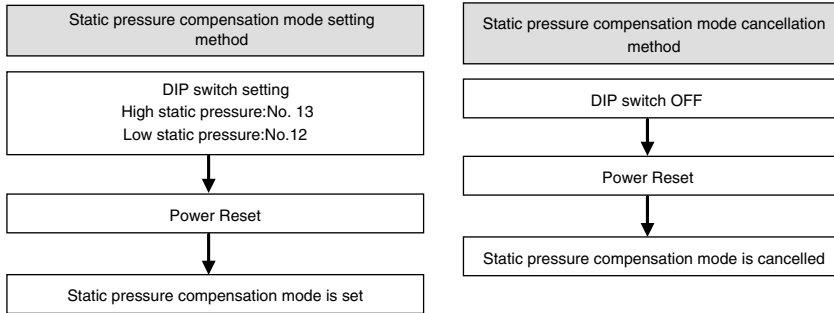 Static pressure compensation mode setting
method
DIP switch setting
High static pressure:No. 13
Low static pressure:No.12
Power Reset
Static pressure compensation mode is set
Static pressure compensation mode cancellation
method
DIP switch OFF
Power Reset
Static pressure compensation mode is cancelled